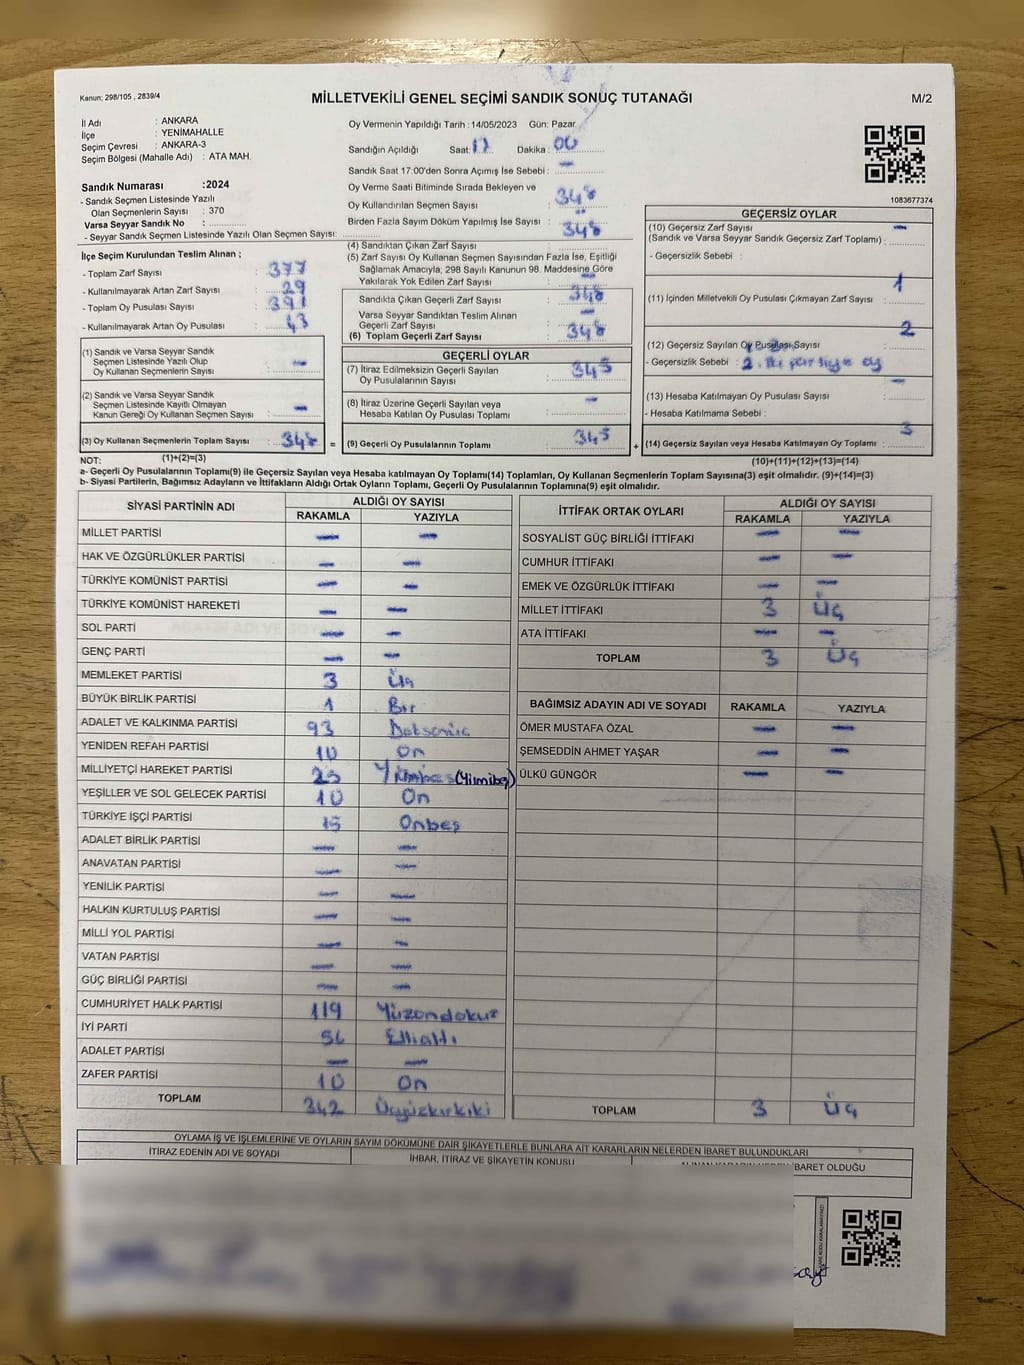 Kanun; 298/105 , 2839/4
MİLLETVEKİLİ GENEL SEÇİMİ SANDIK SONUÇ TUTANAĞI
M/2
İl Adı : ANKARA
İlçe : YENİMAHALLE
Seçim Çevresi : ANKARA-3
Seçim Bölgesi (Mahalle Adı) : ATA MAH.
Sandık Numarası :2024
- Sandık Seçmen Listesinde Yazılı
Olan Seçmenlerin Sayısı : 370
Varsa Seyyar Sandık No :
- Seyyar Sandık Seçmen Listesinde Yazılı Olan Seçmen Sayısı:
Oy Vermenin Yapıldığı Tarih :14/05/2023 Gün: Pazar
Sandığın Açıldığı Saat: 17 Dakika : 00
Sandık Saat 17:00'den Sonra Açımış İse Sebebi : —
Oy Verme Saati Bitiminde Sırada Bekleyen ve
Oy Kullandırılan Seçmen Sayısı : 348
Birden Fazla Sayım Döküm Yapılmış İse Sayısı : 348
1083677374
İlçe Seçim Kurulundan Teslim Alınan ;
- Toplam Zarf Sayısı : 377
- Kullanılmayarak Artan Zarf Sayısı : 29
- Toplam Oy Pusulası Sayısı : 391
- Kullanılmayarak Artan Oy Pusulası : 43
(1) Sandık ve Varsa Seyyar Sandık
Seçmen Listesinde Yazılı Olup
Oy Kullanan Seçmenlerin Sayısı : —
(2) Sandık ve Varsa Seyyar Sandık
Seçmen Listesinde Kayıtlı Olmayan
Kanun Gereği Oy Kullanan Seçmen Sayısı : —
(3) Oy Kullanan Seçmenlerin Toplam Sayısı : 348
(4) Sandıktan Çıkan Zarf Sayısı :
(5) Zarf Sayısı Oy Kullanan Seçmen Sayısından Fazla İse, Eşitliği
Sağlamak Amacıyla; 298 Sayılı Kanunun 98. Maddesine Göre
Yakılarak Yok Edilen Zarf Sayısı : —
Sandıkta Çıkan Geçerli Zarf Sayısı : 348
Varsa Seyyar Sandıktan Teslim Alınan
Geçerli Zarf Sayısı : —
(6) Toplam Geçerli Zarf Sayısı : 348
GEÇERLİ OYLAR
(7) İtiraz Edilmeksizin Geçerli Sayılan
Oy Pusulalarının Sayısı : 345
(8) İtiraz Üzerine Geçerli Sayılan veya
Hesaba Katılan Oy Pusulası Toplamı : —
= (9) Geçerli Oy Pusulalarının Toplamı : 345
GEÇERSİZ OYLAR
(10) Geçersiz Zarf Sayısı —
(Sandık ve Varsa Seyyar Sandık Geçersiz Zarf Toplamı) :
- Geçersizlik Sebebi :
(11) İçinden Milletvekili Oy Pusulası Çıkmayan Zarf Sayısı : 1
(12) Geçersiz Sayılan Oy Pusulası Sayısı : 2
- Geçersizlik Sebebi :
(13) Hesaba Katılmayan Oy Pusulası Sayısı : —
- Hesaba Katılmama Sebebi :
+ (14) Geçersiz Sayılan veya Hesaba Katılmayan Oy Toplamı : 3
NOT: (1)+(2)=(3)
(10)+(11)+(12)+(13)=(14)
a- Geçerli Oy Pusulalarının Toplamı(9) ile Geçersiz Sayılan veya Hesaba katılmayan Oy Toplamı(14) Toplamları, Oy Kullanan Seçmenlerin Toplam Sayısına(3) eşit olmalıdır. (9)+(14)=(3)
b- Siyasi Partilerin, Bağımsız Adayların ve İttifakların Aldığı Ortak Oyların Toplamı, Geçerli Oy Pusulalarının Toplamına(9) eşit olmalıdır.
SİYASİ PARTİNİN ADI ALDIĞI OY SAYISI
RAKAMLA YAZIYLA
MİLLET PARTİSİ — —
HAK VE ÖZGÜRLÜKLER PARTİSİ — —
TÜRKİYE KOMÜNİST PARTİSİ — —
TÜRKİYE KOMÜNİST HAREKETİ — —
SOL PARTİ — —
GENÇ PARTİ — —
MEMLEKET PARTİSİ 3 Üç
BÜYÜK BİRLİK PARTİSİ 1 Bir
ADALET VE KALKINMA PARTİSİ 93 Doksanüç
YENİDEN REFAH PARTİSİ 10 On
MİLLİYETÇİ HAREKET PARTİSİ 25 Yirmibeş (Yirmibeş)
YEŞİLLER VE SOL GELECEK PARTİSİ 10 On
TÜRKİYE İŞÇİ PARTİSİ 15 Onbeş
ADALET BİRLİK PARTİSİ — —
ANAVATAN PARTİSİ — —
YENİLİK PARTİSİ — —
HALKIN KURTULUŞ PARTİSİ — —
MİLLİ YOL PARTİSİ — —
VATAN PARTİSİ — —
GÜÇ BİRLİĞİ PARTİSİ — —
CUMHURİYET HALK PARTİSİ 119 Yüzondokuz
İYİ PARTİ 56 Ellialtı
ADALET PARTİSİ — —
ZAFER PARTİSİ 10 On
TOPLAM 342 Üçyüzkırkiki
İTTİFAK ORTAK OYLARI ALDIĞI OY SAYISI
RAKAMLA YAZIYLA
SOSYALİST GÜÇ BİRLİĞİ İTTİFAKI — —
CUMHUR İTTİFAKI — —
EMEK VE ÖZGÜRLÜK İTTİFAKI — —
MİLLET İTTİFAKI 3 Üç
ATA İTTİFAKI — —
TOPLAM 3 Üç
BAĞIMSIZ ADAYIN ADI VE SOYADI RAKAMLA YAZIYLA
ÖMER MUSTAFA ÖZAL — —
ŞEMSEDDİN AHMET YAŞAR — —
ÜLKÜ GÜNGÖR — —
TOPLAM 3 Üç
OYLAMA İŞ VE İŞLEMLERİNE VE OYLARIN SAYIM DÖKÜMÜNE DAİR ŞİKAYETLERLE BUNLARA AİT KARARLARIN NELERDEN İBARET BULUNDUKLARI
İTİRAZ EDENİN ADI VE SOYADI İHBAR, İTİRAZ VE ŞİKAYETİN KONUSU İBARET OLDUĞU